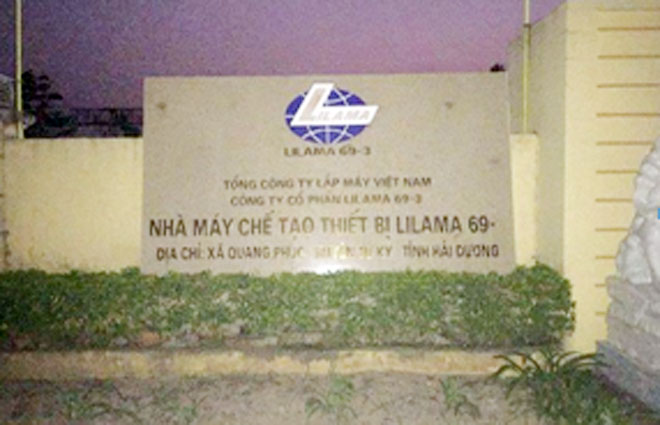 LILAMA
LILAMA 69-3
TỔNG CÔNG TY LẮP MÁY VIỆT NAM
CÔNG TY CỔ PHẦN LILAMA 69-3
NHÀ MÁY CHẾ TẠO THIẾT BỊ LILAMA 69-
ĐỊA CHỈ: XÃ QUANG PHỤC KỲ TỈNH HẢI DƯƠNG